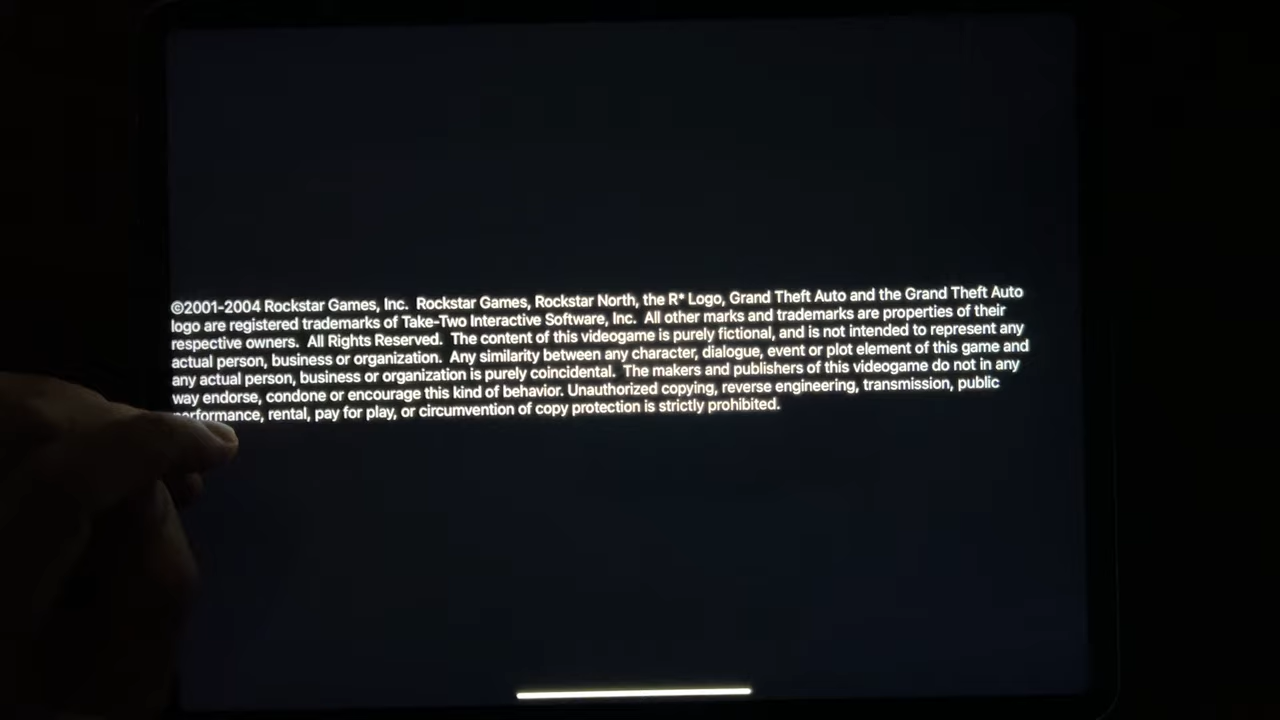 ©2001-2004 Rockstar Games, Inc.  Rockstar Games, Rockstar North, the R* Logo, Grand Theft Auto and the Grand Theft Auto
logo are registered trademarks of Take-Two Interactive Software, Inc.  All other marks and trademarks are properties of their
respective owners.  All Rights Reserved.  The content of this videogame is purely fictional, and is not intended to represent any
actual person, business or organization.  Any similarity between any character, dialogue, event or plot element of this game and
any actual person, business or organization is purely coincidental.  The makers and publishers of this videogame do not in any
way endorse, condone or encourage this kind of behavior. Unauthorized copying, reverse engineering, transmission, public
performance, rental, pay for play, or circumvention of copy protection is strictly prohibited.